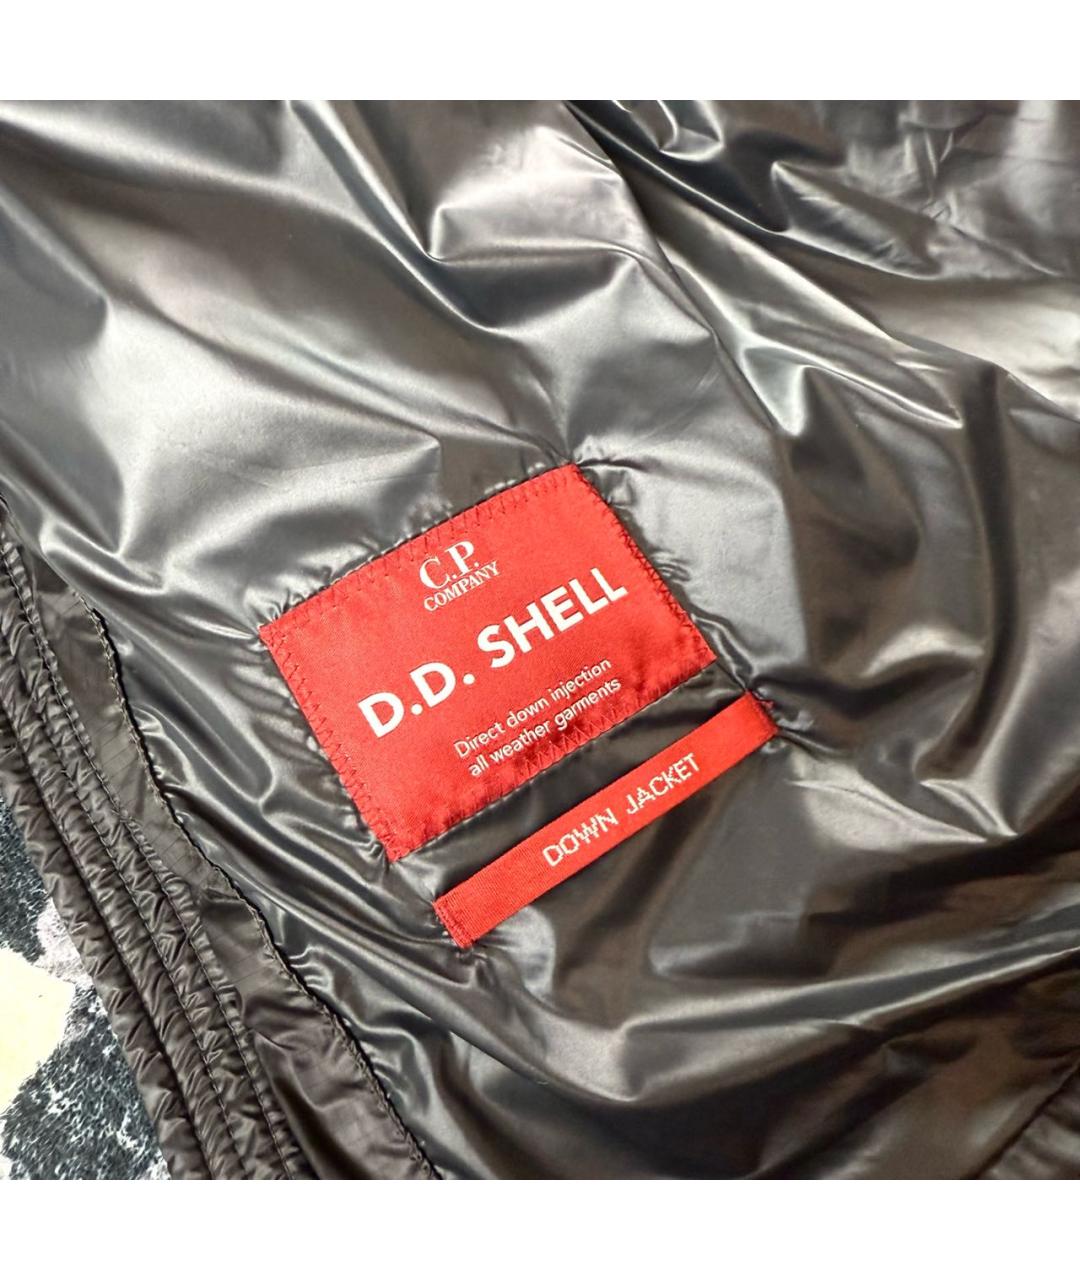 C.P.
COMPANY
D.D. SHELL
Direct down injection
all weather garments
DOWN JACKET